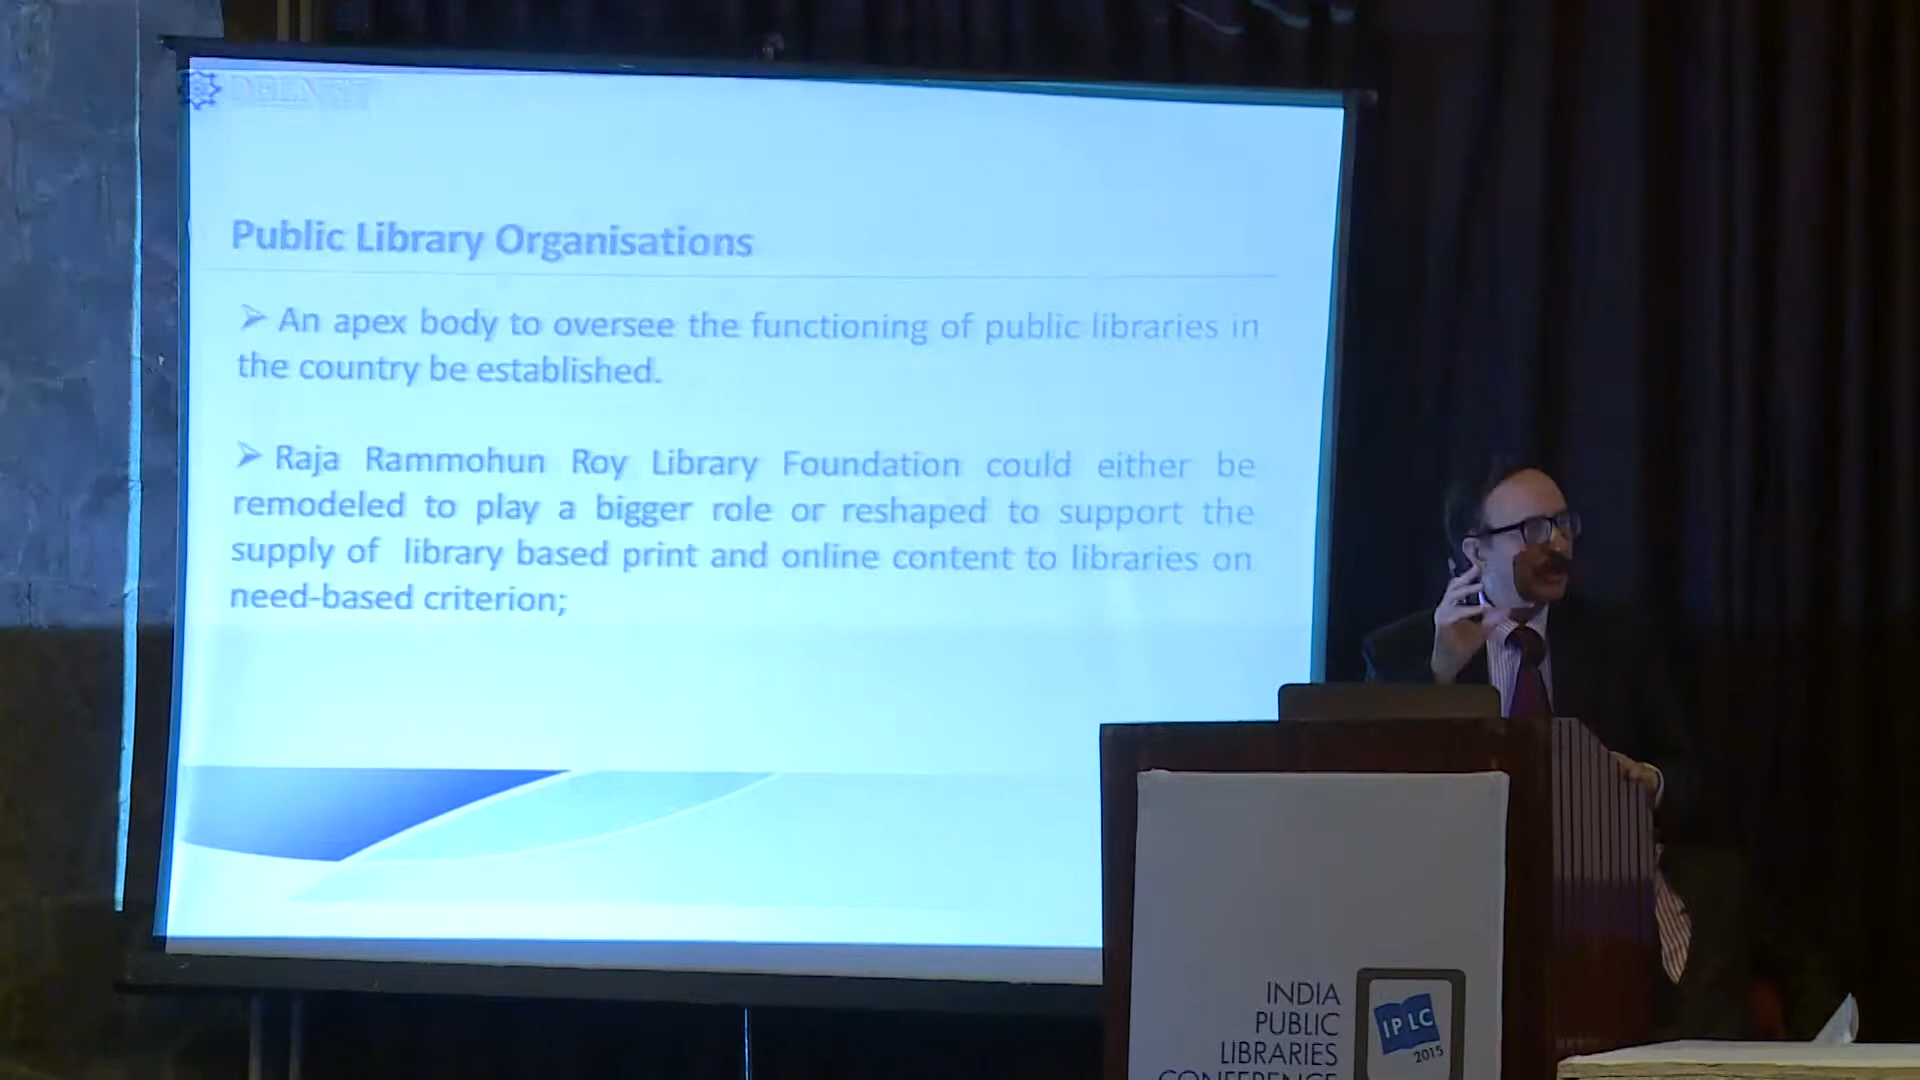 DELNET
Public Library Organisations
➢ An apex body to oversee the functioning of public libraries in
the country be established.
➢ Raja Rammohun Roy Library Foundation could either be
remodeled to play a bigger role or reshaped to support the
supply of library based print and online content to libraries on
need-based criterion;
INDIA
PUBLIC
LIBRARIES
CONFERENCE
IPLC
2015